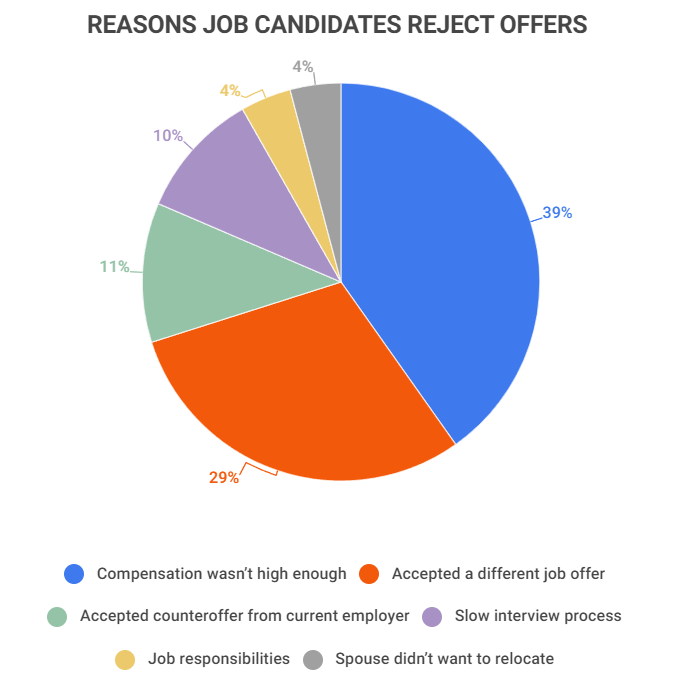 REASONS JOB CANDIDATES REJECT OFFERS
4%
4%
10%
39%
11%
29%
Compensation wasn’t high enough
Accepted a different job offer
Accepted counteroffer from current employer
Slow interview process
Job responsibilities
Spouse didn’t want to relocate